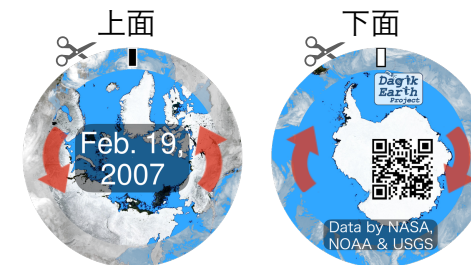 上面
下面
Feb. 19,
2007
Dagik
Earth
Project
Data by NASA,
NOAA & USGS